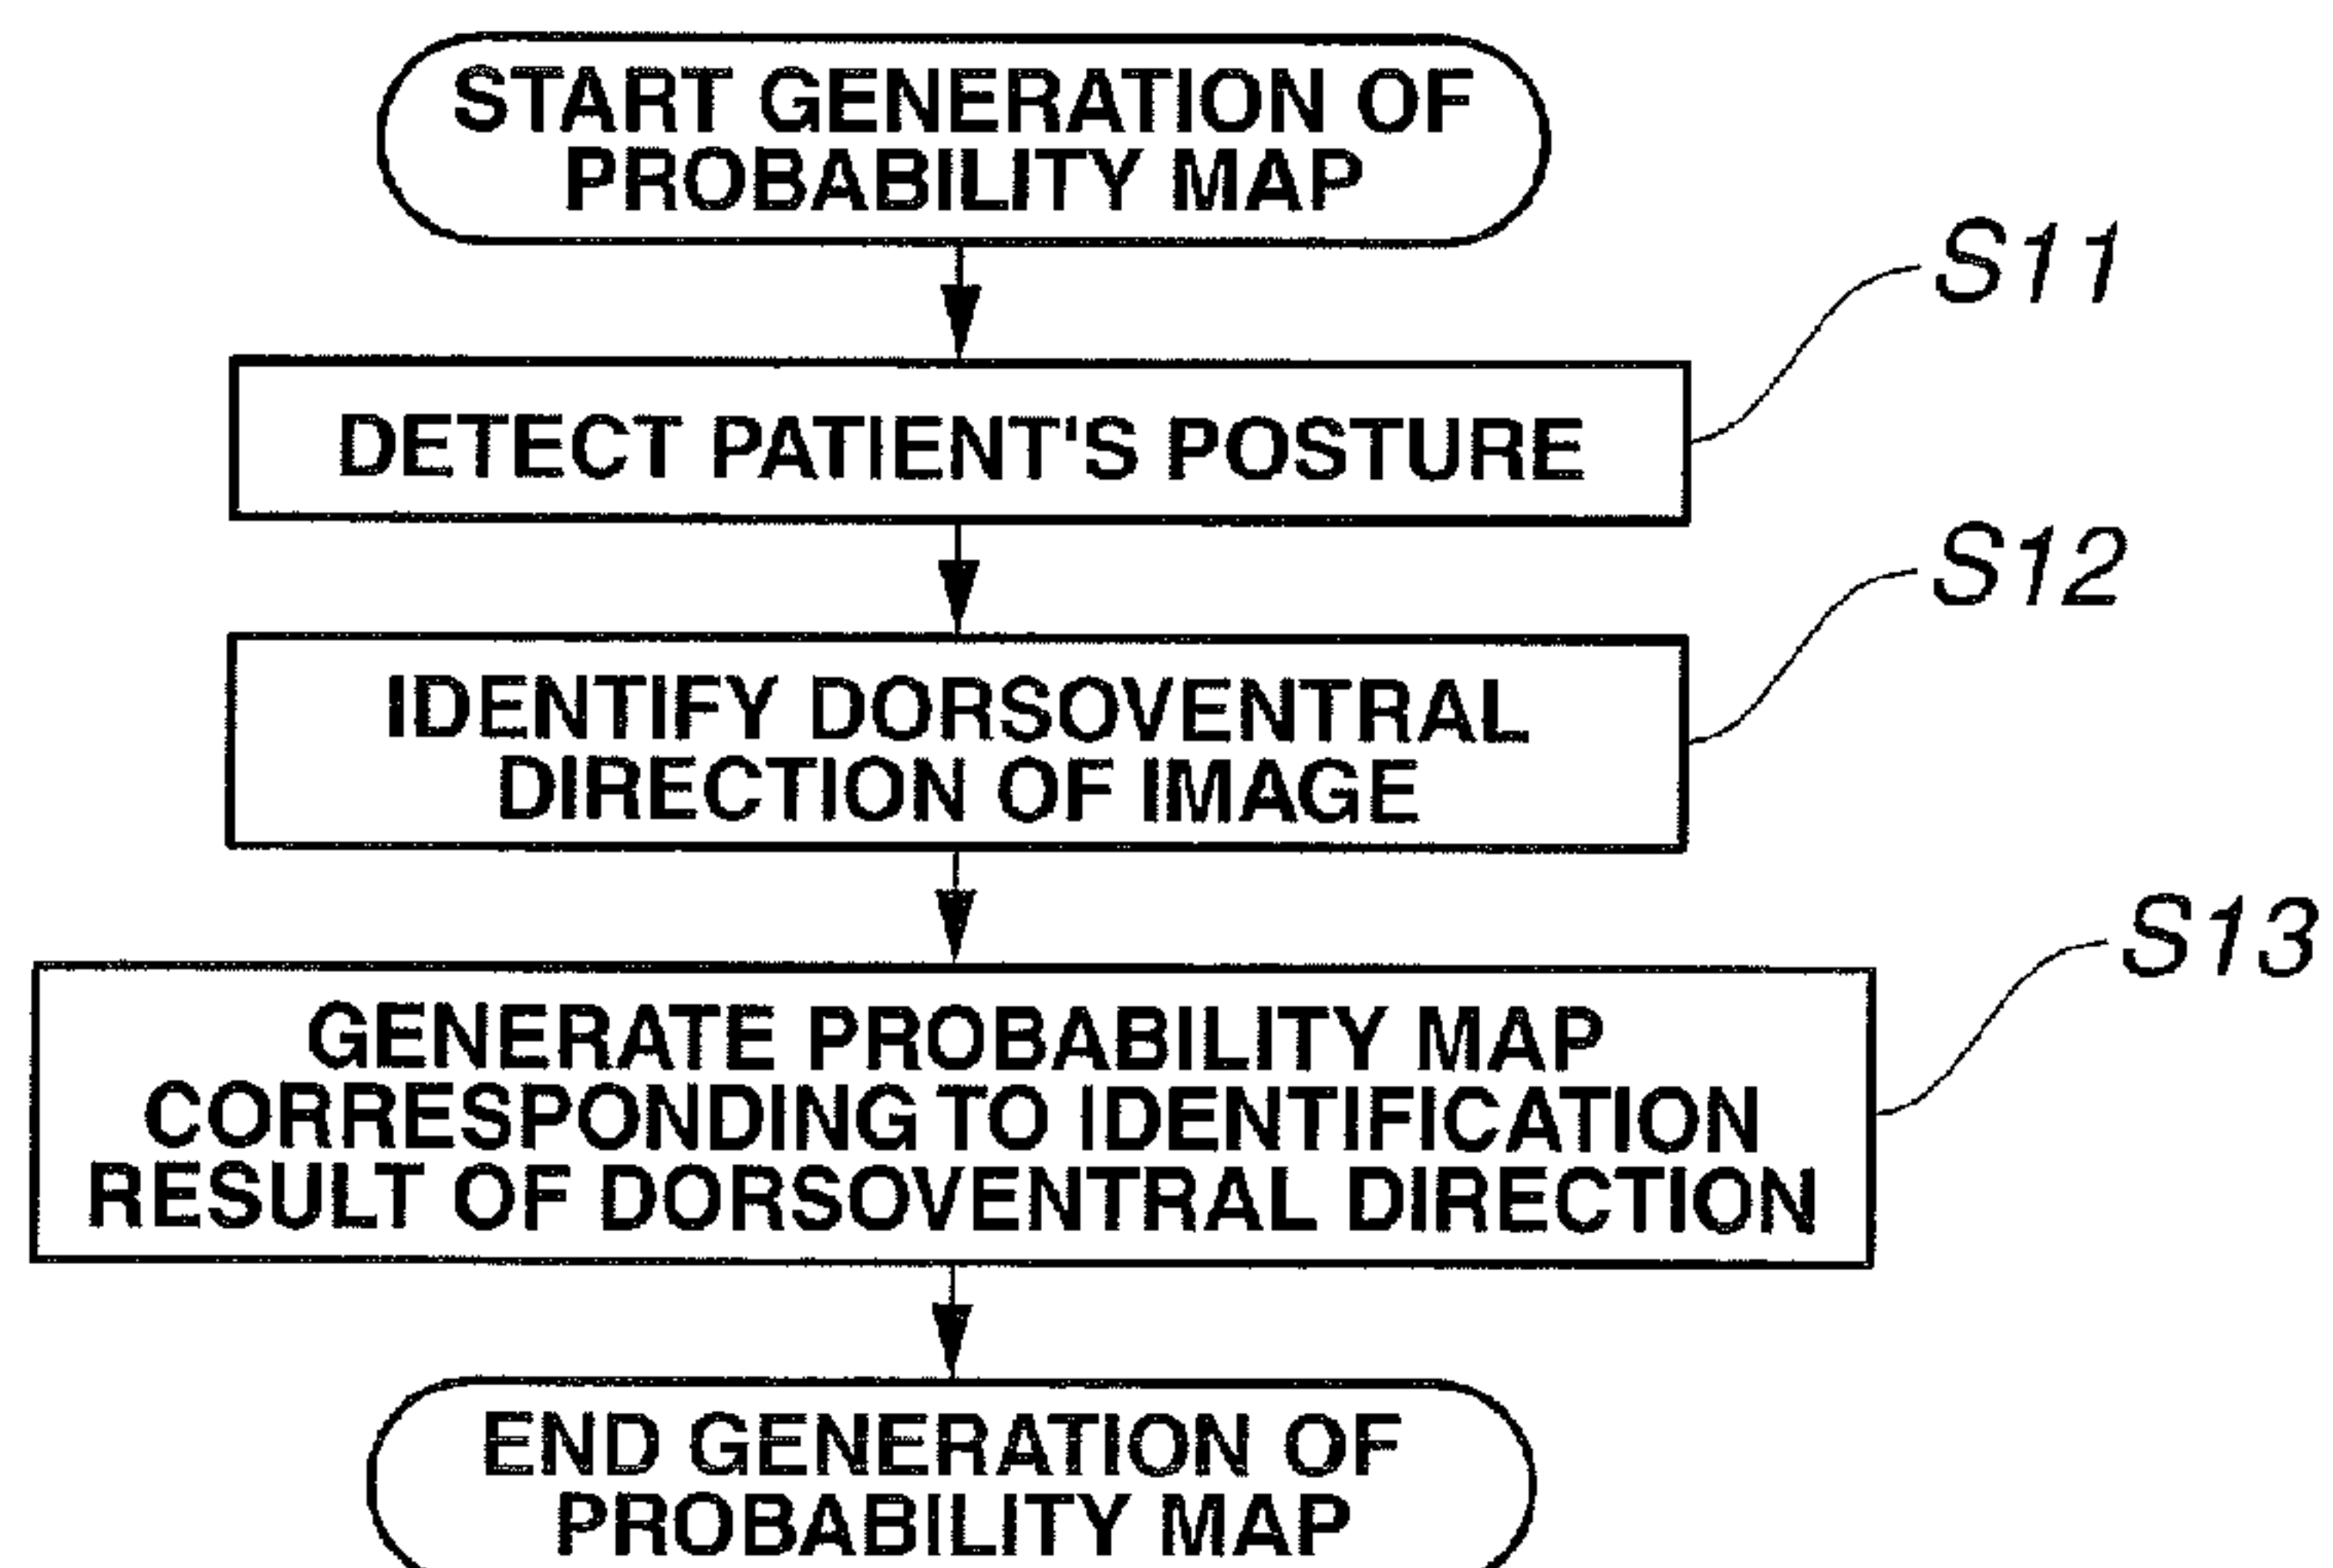 START GENERATION OF
PROBABILITY MAP
S11
DETECT PATIENT'S POSTURE
S12
IDENTIFY DORSOVENTRAL
DIRECTION OF IMAGE
S13
GENERATE PROBABILITY MAP
CORRESPONDING TO IDENTIFICATION
RESULT OF DORSOVENTRAL DIRECTION
END GENERATION OF
PROBABILITY MAP